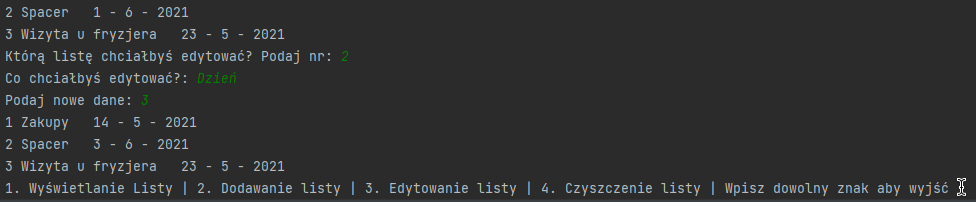 2 Spacer   1 - 6 - 2021
3 Wizyta u fryzjera   23 - 5 - 2021
Którą listę chciałbyś edytować? Podaj nr: 2
Co chciałbyś edytować?: Dzień
Podaj nowe dane: 3
1 Zakupy   14 - 5 - 2021
2 Spacer   3 - 6 - 2021
3 Wizyta u fryzjera   23 - 5 - 2021
1. Wyświetlanie Listy | 2. Dodawanie listy | 3. Edytowanie listy | 4. Czyszczenie listy | Wpisz dowolny znak aby wyjść